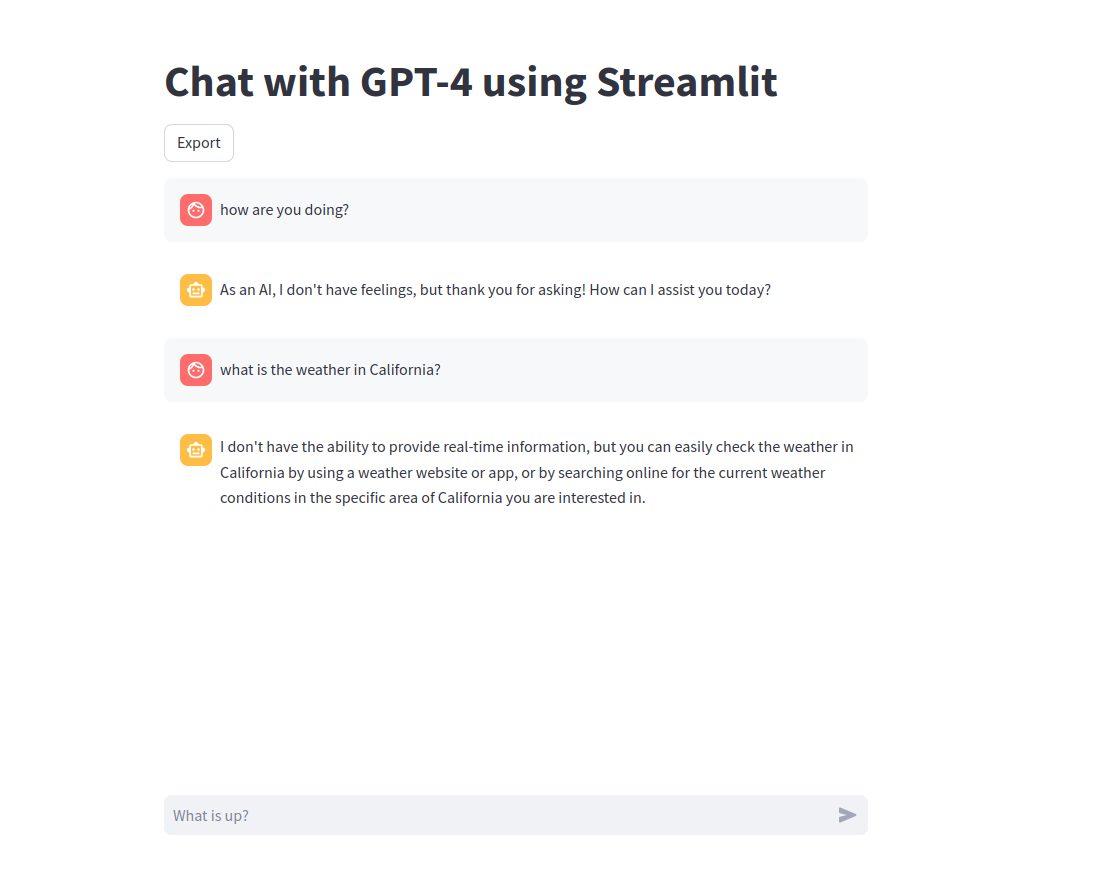 Chat with GPT-4 using Streamlit
Export
how are you doing?
As an AI, I don't have feelings, but thank you for asking! How can I assist you today?
what is the weather in California?
I don't have the ability to provide real-time information, but you can easily check the weather in
California by using a weather website or app, or by searching online for the current weather
conditions in the specific area of California you are interested in.
What is up?